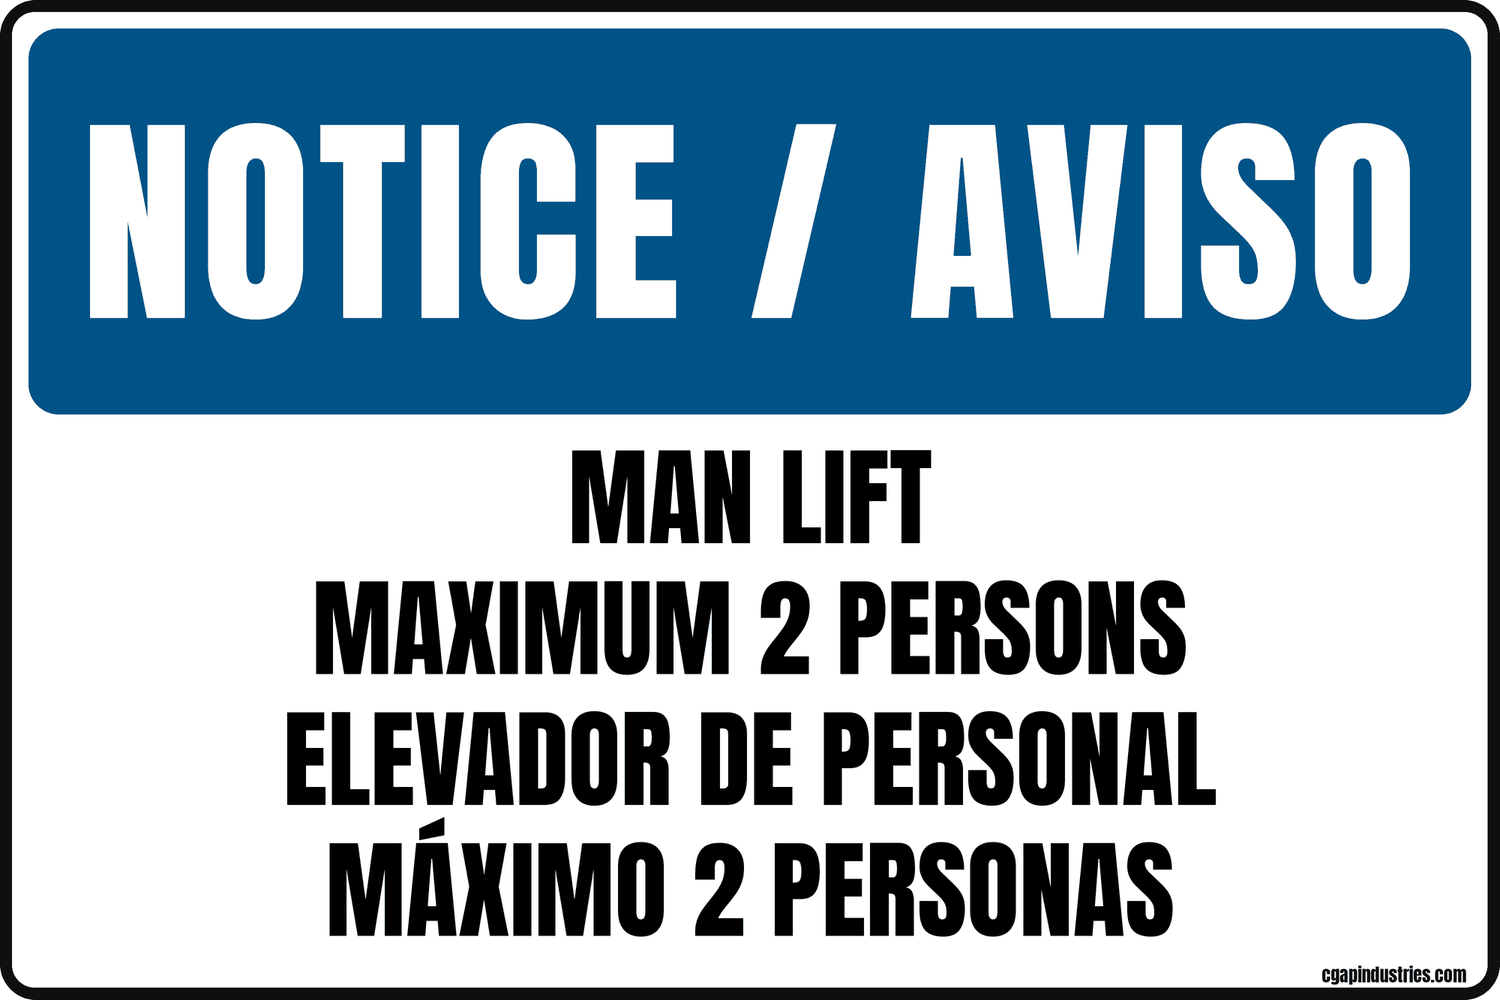 NOTICE / AVISO
MAN LIFT
MAXIMUM 2 PERSONS
ELEVADOR DE PERSONAL
MÁXIMO 2 PERSONAS
cgapindustries.com